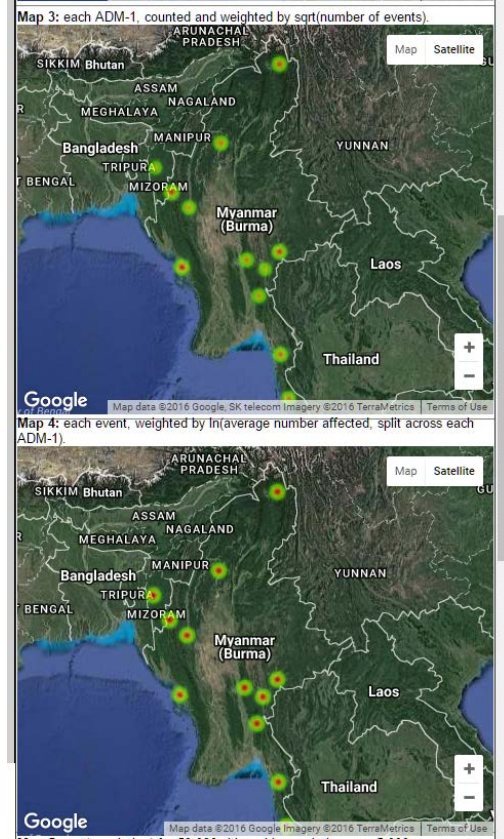 Map 3: each ADM-1, counted and weighted by sqrt(number of events).
ARUNACHAL
PRADESH
Map Satellite
SIKKIM Bhutan
ASSAM
NAGALAND
MEGHALAYA
MANIPUR
YUNNAN
Bangladesh
TRIPURA
T BENGAL
MIZORAM
Myanmar
(Burma)
Laos
Thailand
+
−
Google
Map data ©2016 Google, SK telecom Imagery ©2016 TerraMetrics Terms of Use
Map 4: each event, weighted by ln(average number affected, split across each
ADM-1).
ARUNACHAL
PRADESH
Map Satellite
SIKKIM Bhutan
ASSAM
NAGALAND
MEGHALAYA
MANIPUR
YUNNAN
Bangladesh
TRIPURA
T BENGAL
MIZORAM
Myanmar
(Burma)
Laos
Thailand
+
−
Google
Map data ©2016 Google Imagery ©2016 TerraMetrics Terms of Use